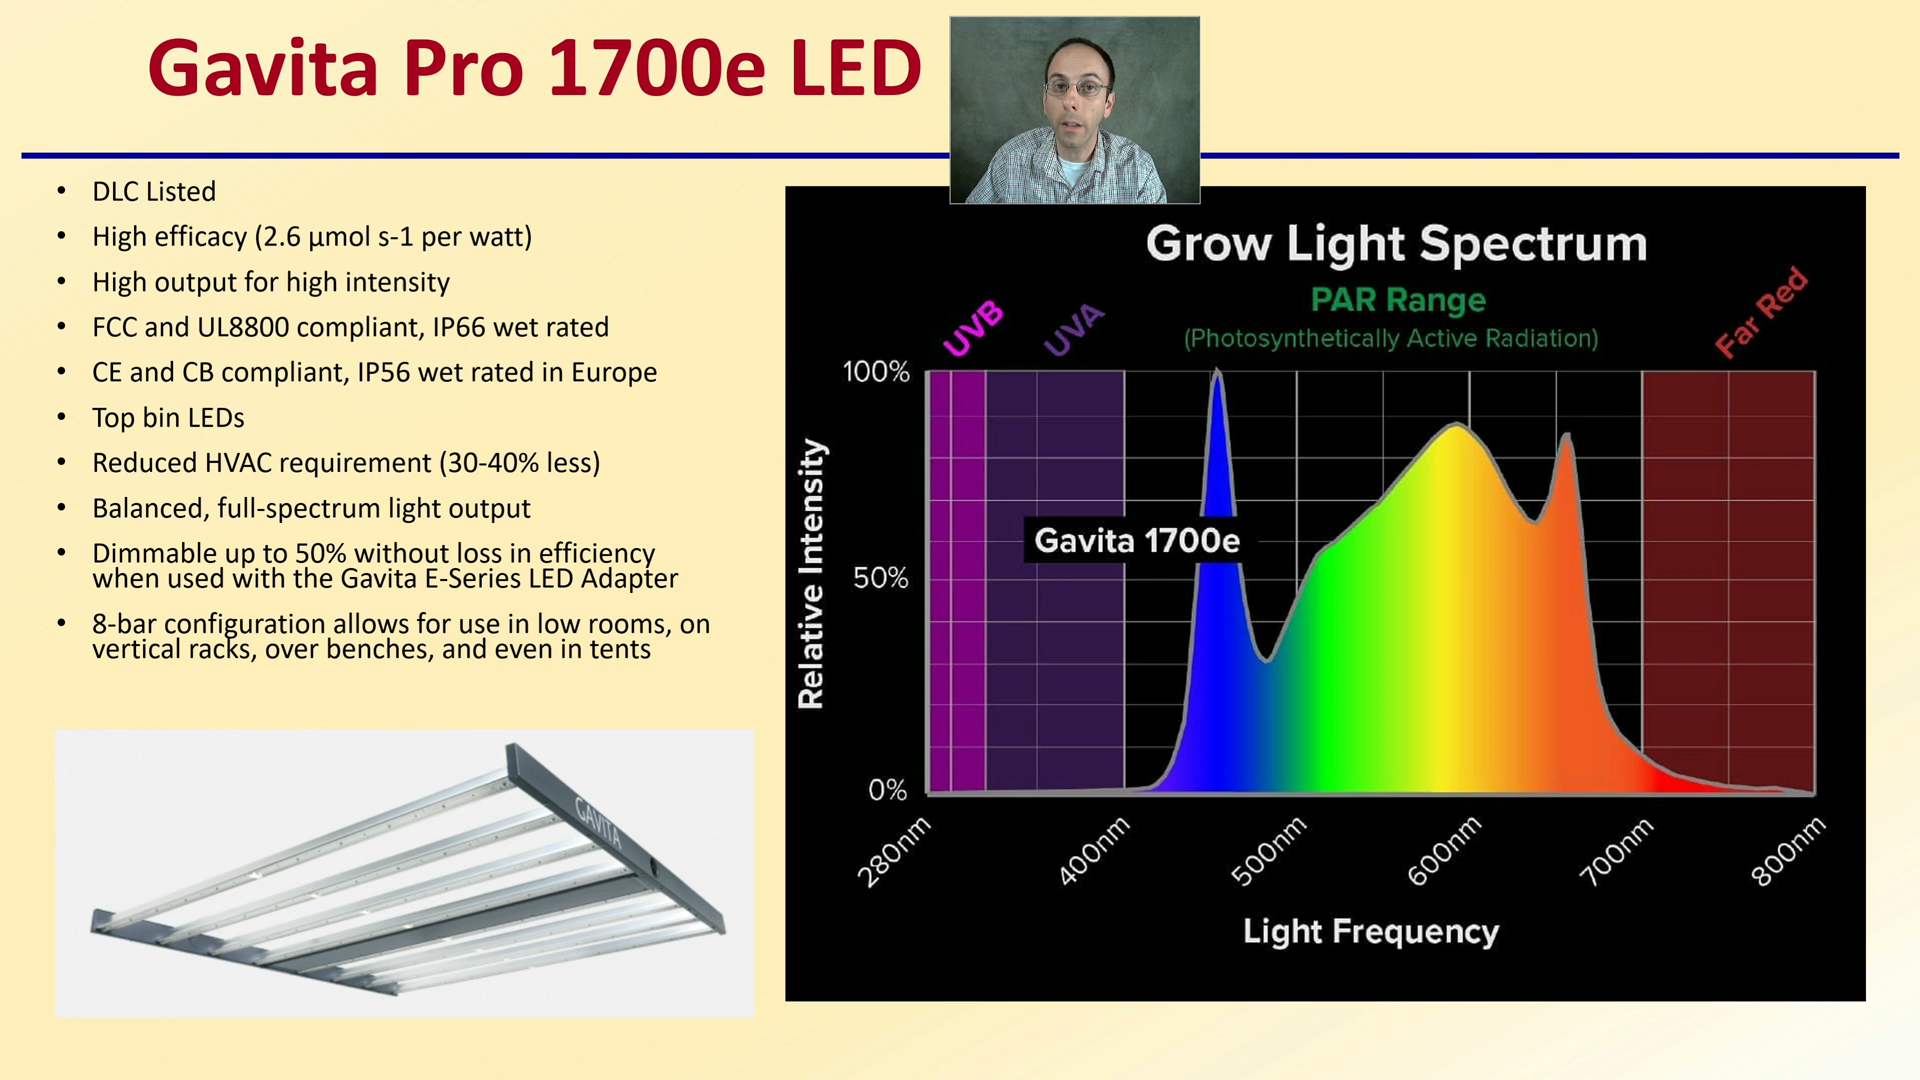 Gavita Pro 1700e LED
• DLC Listed
• High efficacy (2.6 µmol s-1 per watt)
• High output for high intensity
• FCC and UL8800 compliant, IP66 wet rated
• CE and CB compliant, IP56 wet rated in Europe
• Top bin LEDs
• Reduced HVAC requirement (30-40% less)
• Balanced, full-spectrum light output
• Dimmable up to 50% without loss in efficiency
when used with the Gavita E-Series LED Adapter
• 8-bar configuration allows for use in low rooms, on
vertical racks, over benches, and even in tents
GAVITA
Grow Light Spectrum
PAR Range
(Photosynthetically Active Radiation)
UVB
UVA
Far Red
100%
50%
0%
Relative Intensity
Gavita 1700e
280nm
400nm
500nm
600nm
700nm
800nm
Light Frequency